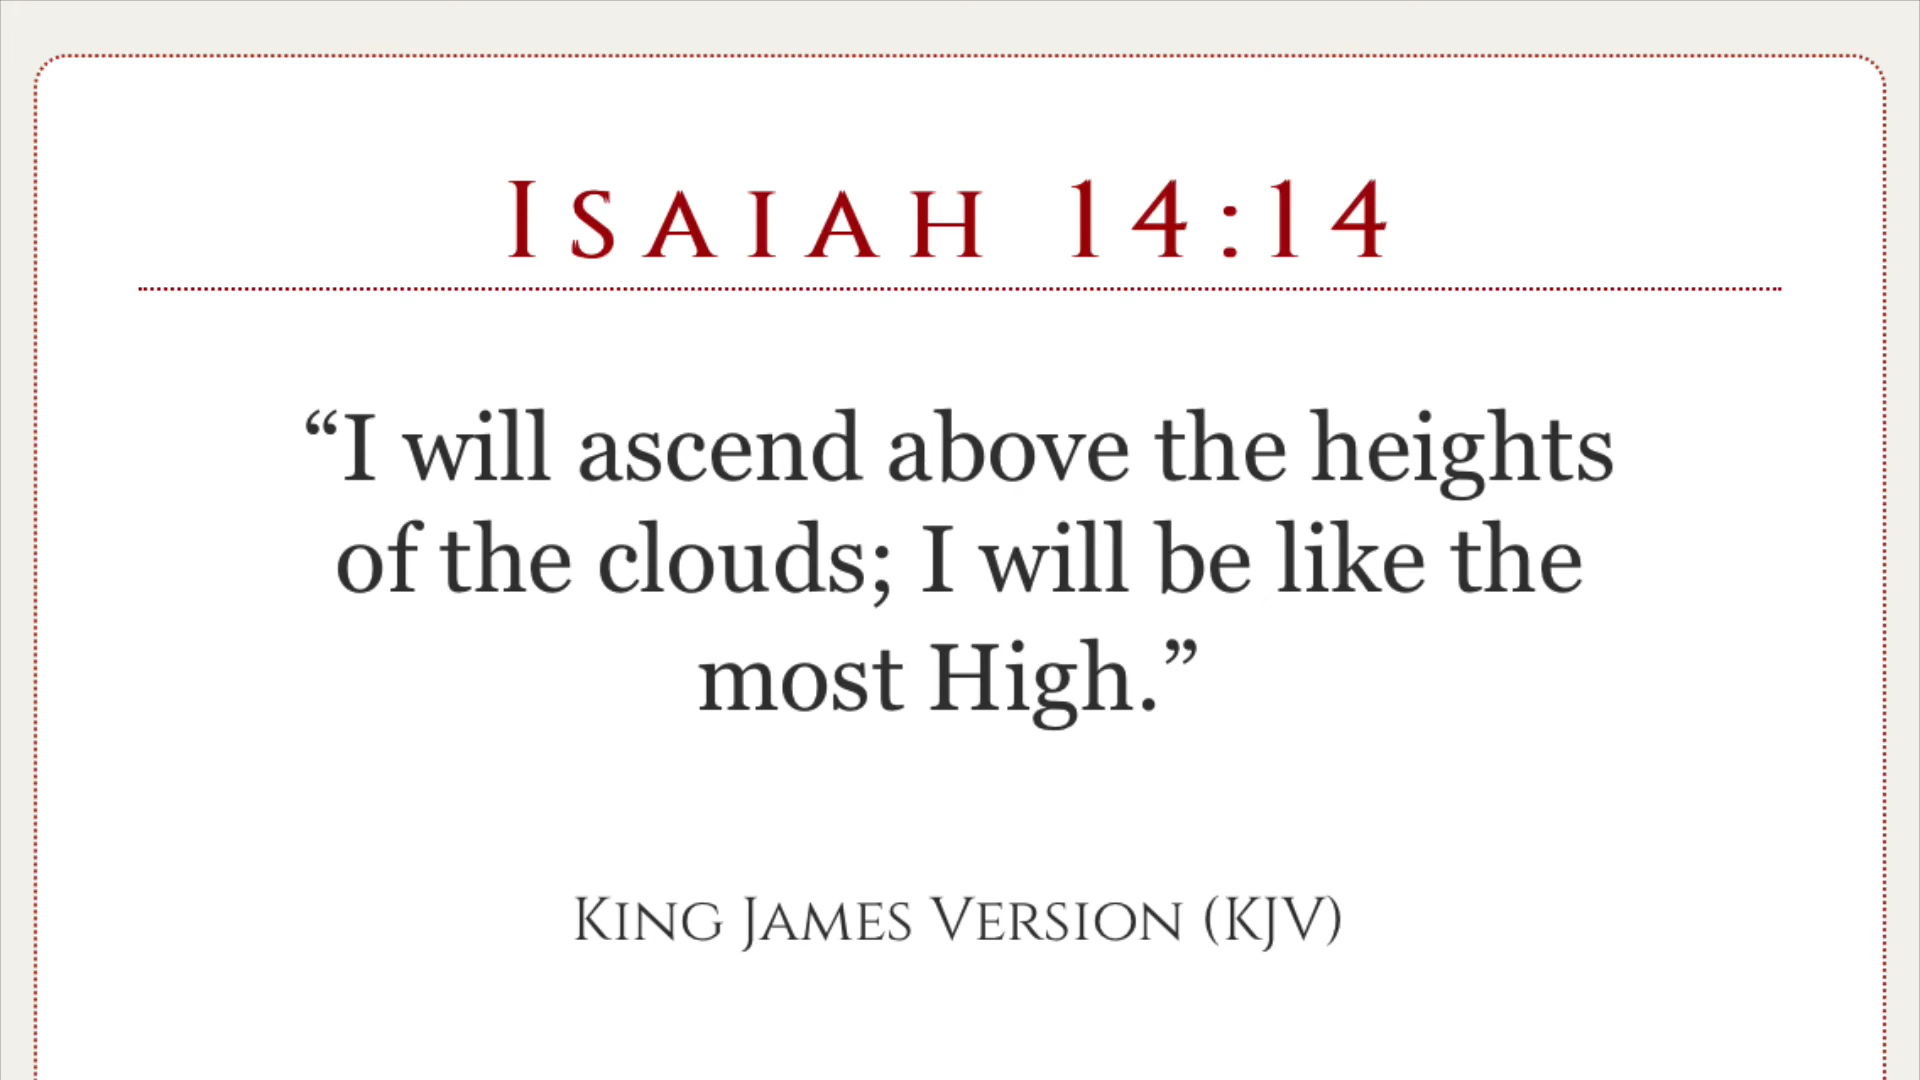 Isaiah 14:14
“I will ascend above the heights
of the clouds; I will be like the
most High.”
King James Version (KJV)